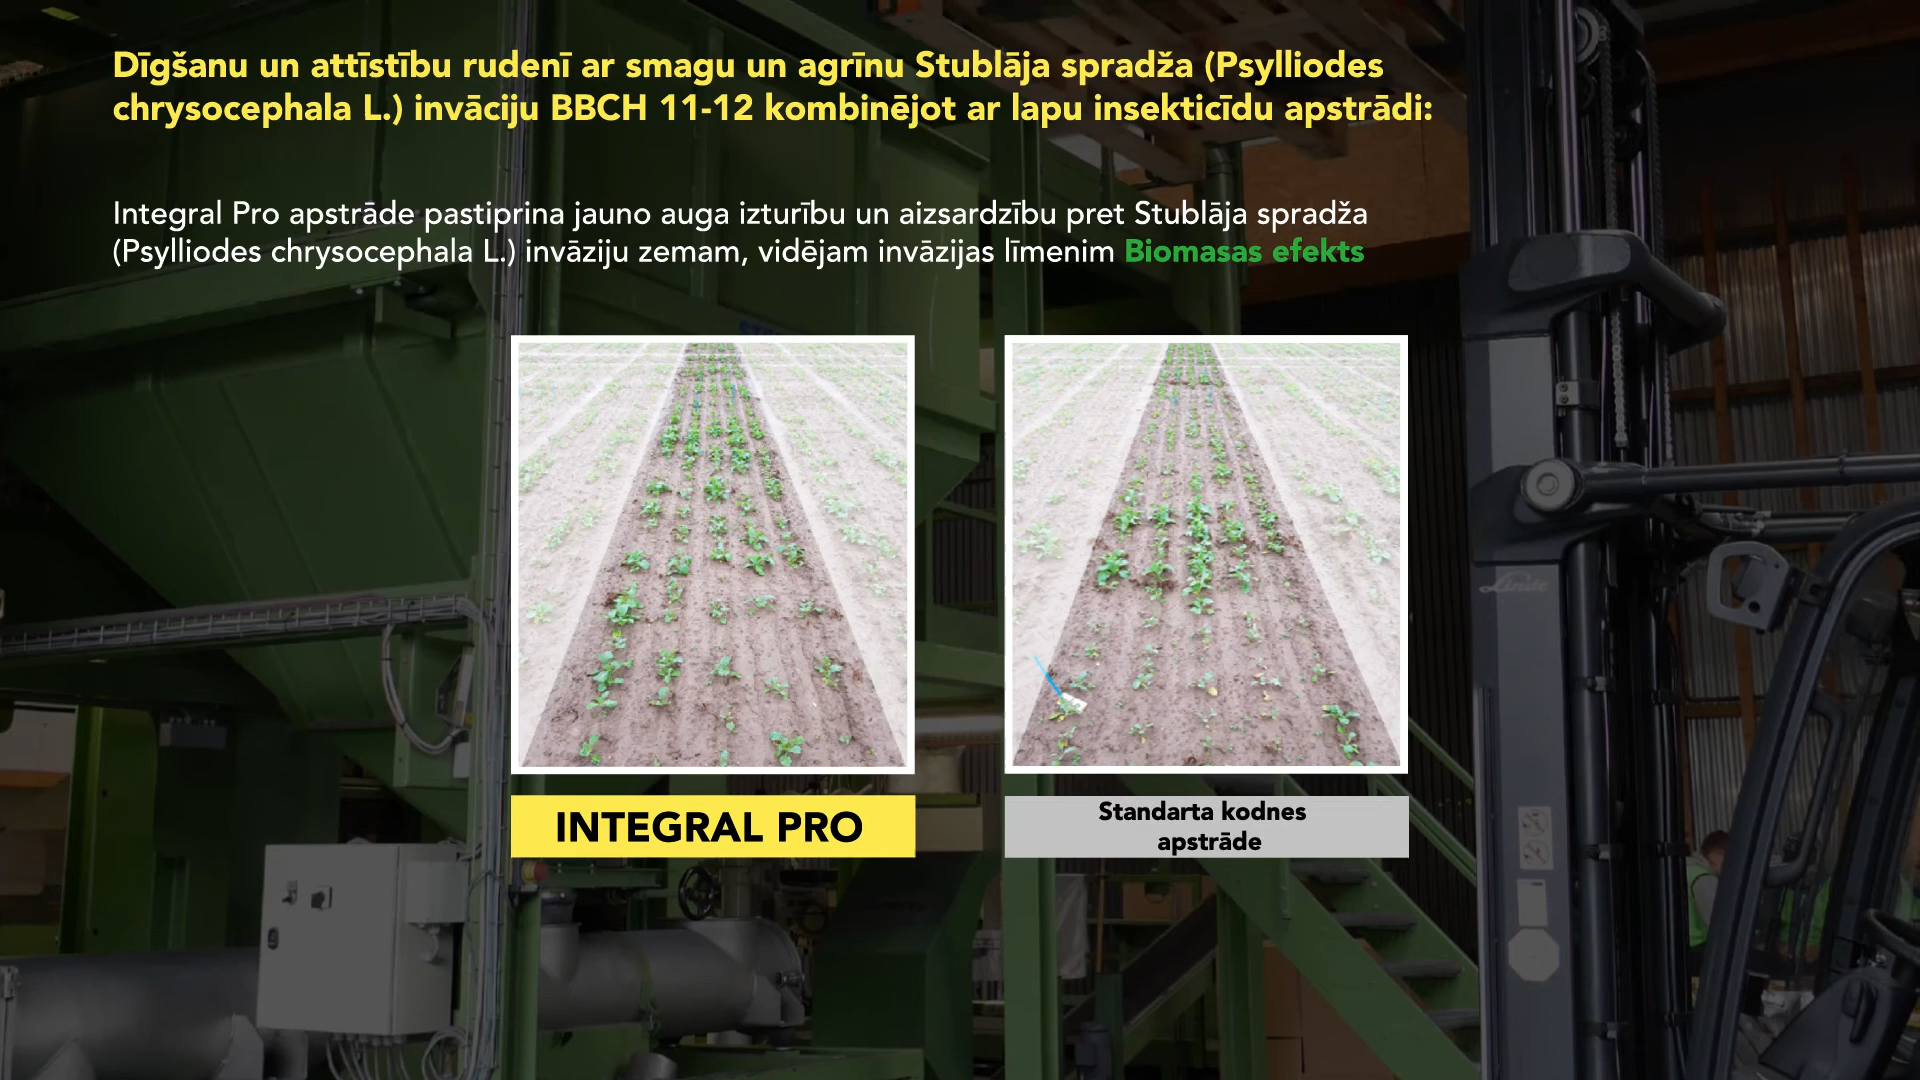 Dīgšanu un attīstību rudenī ar smagu un agrīnu Stublāja spradža (Psylliodes
chrysocephala L.) invāciju BBCH 11-12 kombinējot ar lapu insekticīdu apstrādi:
Integral Pro apstrāde pastiprina jauno auga izturību un aizsardzību pret Stublāja spradža
(Psylliodes chrysocephala L.) invāziju zemam, vidējam invāzijas līmenim Biomasas efekts
INTEGRAL PRO
Standarta kodnes
apstrāde
Linde